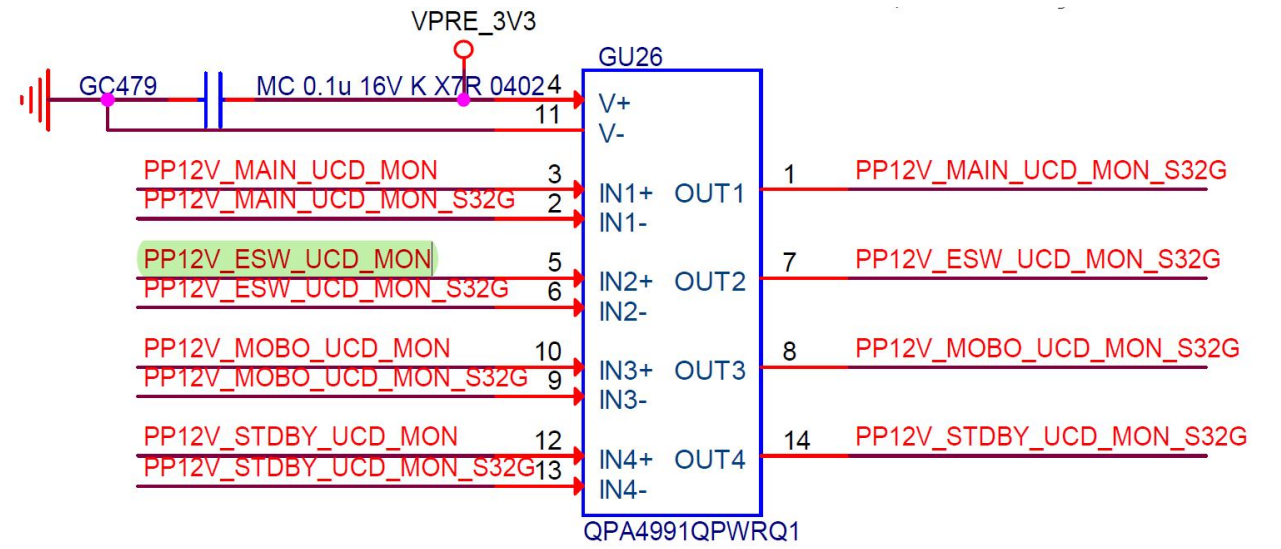 VPRE_3V3
GU26
GC479 MC 0.1u 16V K X7R 0402 4 V+
11 V-
PP12V_MAIN_UCD_MON 3 IN1+ OUT1 1 PP12V_MAIN_UCD_MON_S32G
PP12V_MAIN_UCD_MON_S32G 2 IN1-
PP12V_ESW_UCD_MON 5 IN2+ OUT2 7 PP12V_ESW_UCD_MON_S32G
PP12V_ESW_UCD_MON_S32G 6 IN2-
PP12V_MOBO_UCD_MON 10 IN3+ OUT3 8 PP12V_MOBO_UCD_MON_S32G
PP12V_MOBO_UCD_MON_S32G 9 IN3-
PP12V_STDBY_UCD_MON 12 IN4+ OUT4 14 PP12V_STDBY_UCD_MON_S32G
PP12V_STDBY_UCD_MON_S32G 13 IN4-
QPA4991QPWRQ1